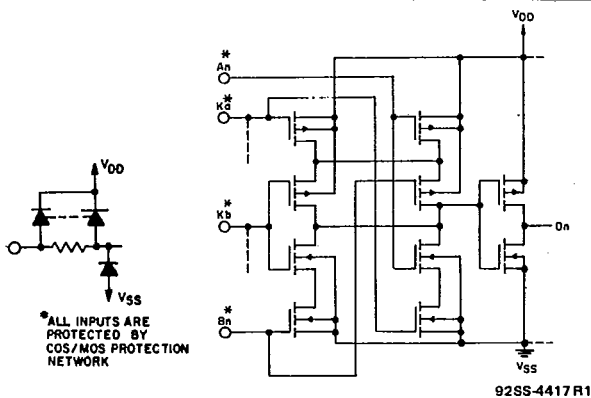 VDD
*
An
*
Ka
*
Kb
*
Bn
Dn
VSS
VDD
VSS
*ALL INPUTS ARE
PROTECTED BY
COS/MOS PROTECTION
NETWORK
92SS-4417R1